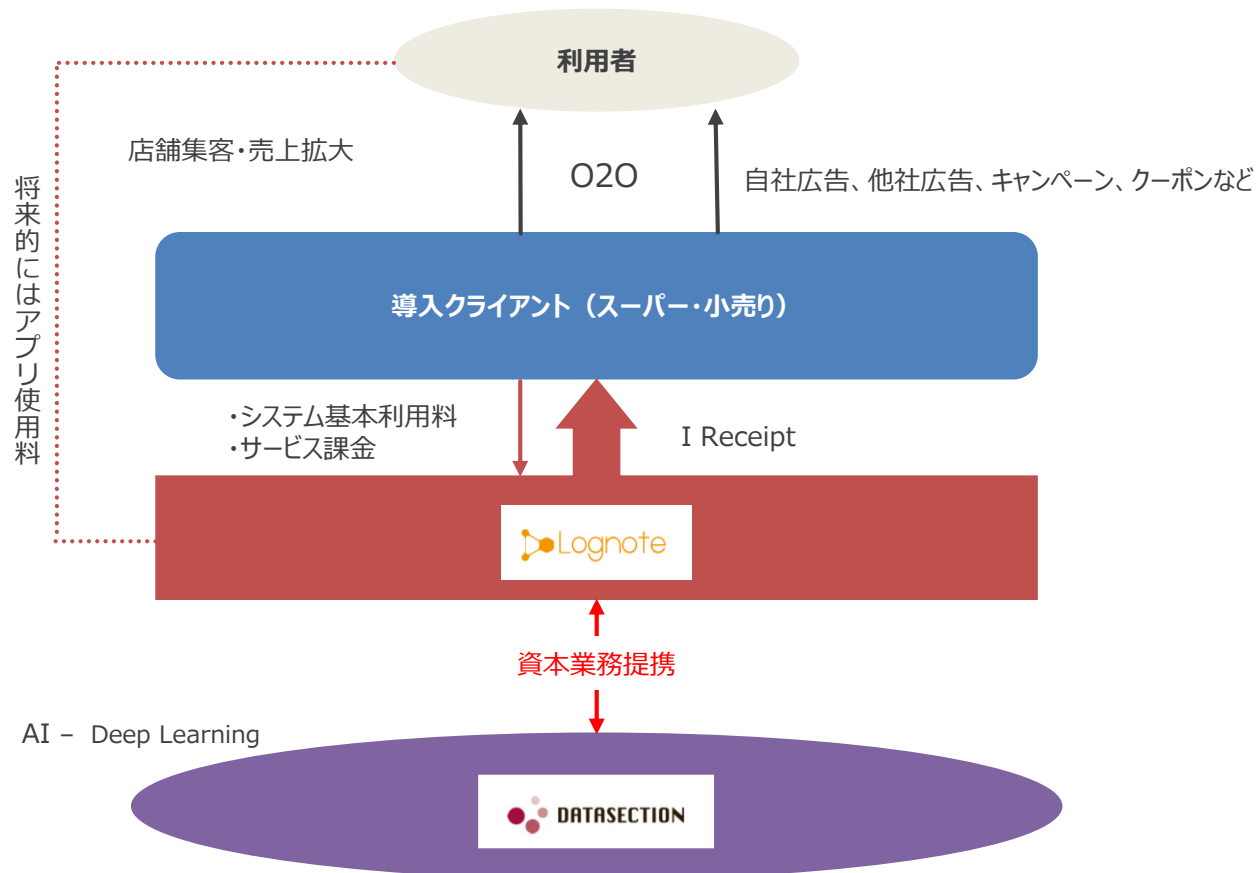 利用者
店舗集客・売上拡大
O2O
自社広告、他社広告、キャンペーン、クーポンなど
将来的にはアプリ使用料
導入クライアント（スーパー・小売り）
・システム基本利用料
・サービス課金
I Receipt
Lognote
資本業務提携
AI – Deep Learning
DATASECTION